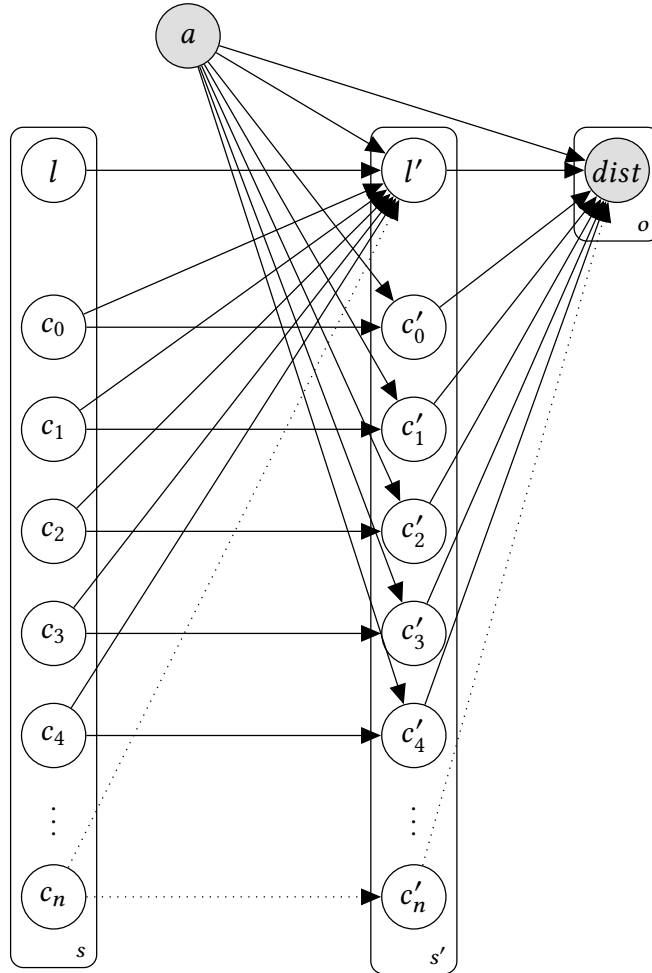 a
l l′ dist
o
c₀ c′₀
c₁ c′₁
c₂ c′₂
c₃ c′₃
c₄ c′₄
⋮ ⋮
cₙ c′ₙ
s s′